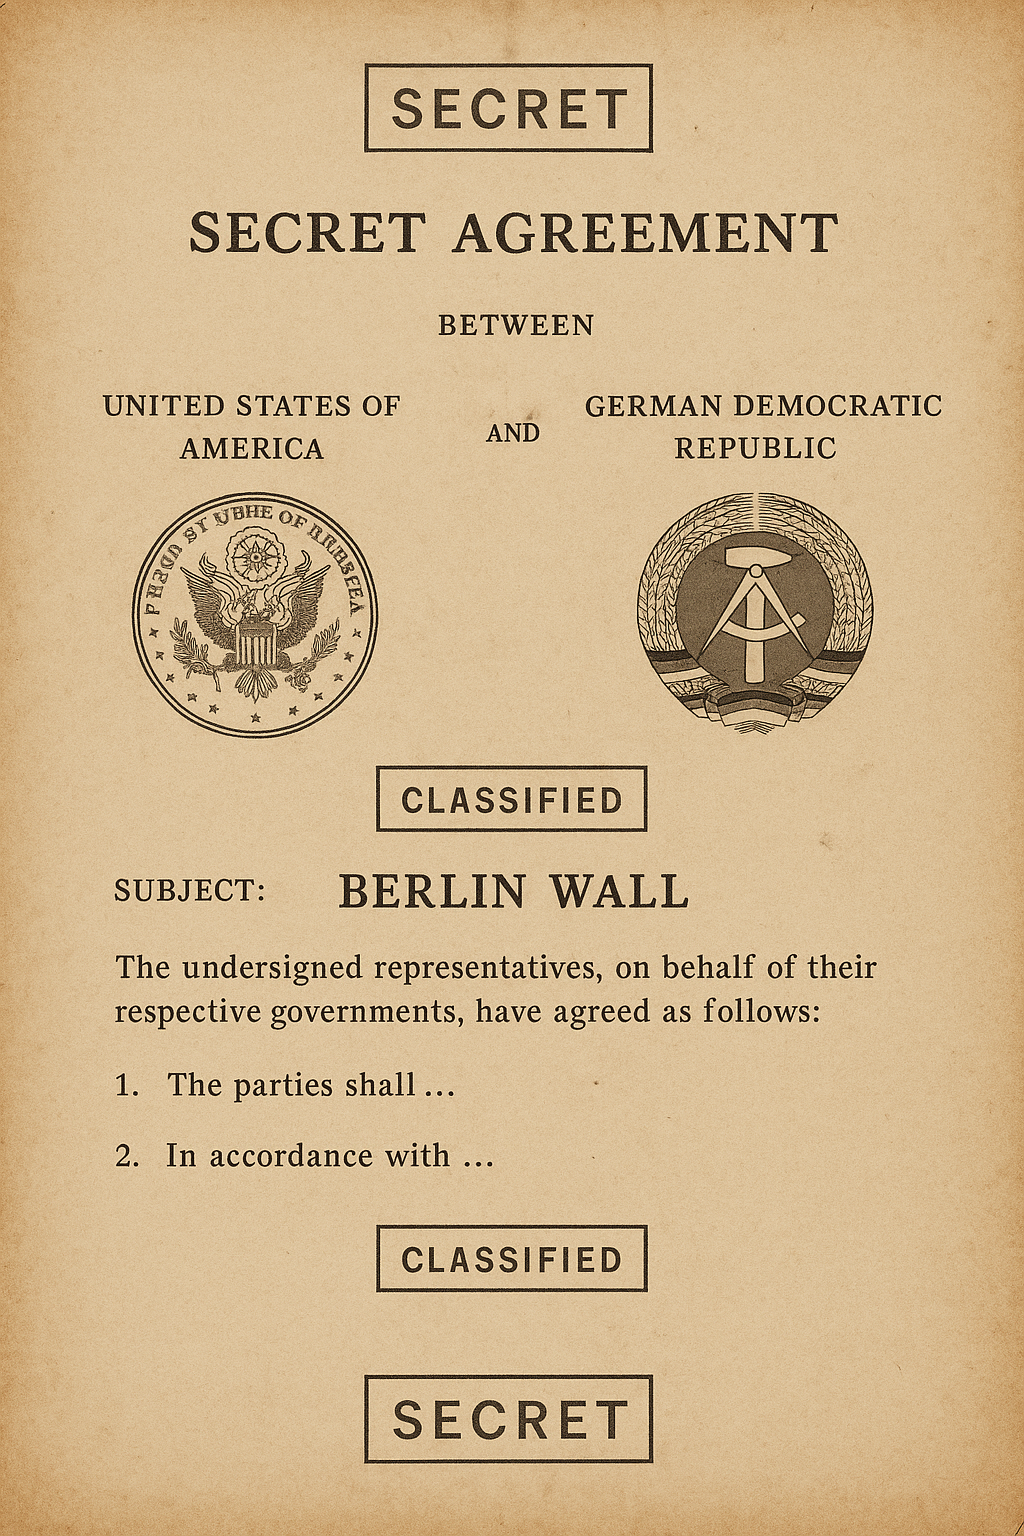 SECRET
SECRET AGREEMENT
BETWEEN
UNITED STATES OF
AMERICA
AND
GERMAN DEMOCRATIC
REPUBLIC
CLASSIFIED
SUBJECT: BERLIN WALL
The undersigned representatives, on behalf of their
respective governments, have agreed as follows:
1. The parties shall ...
2. In accordance with ...
CLASSIFIED
SECRET